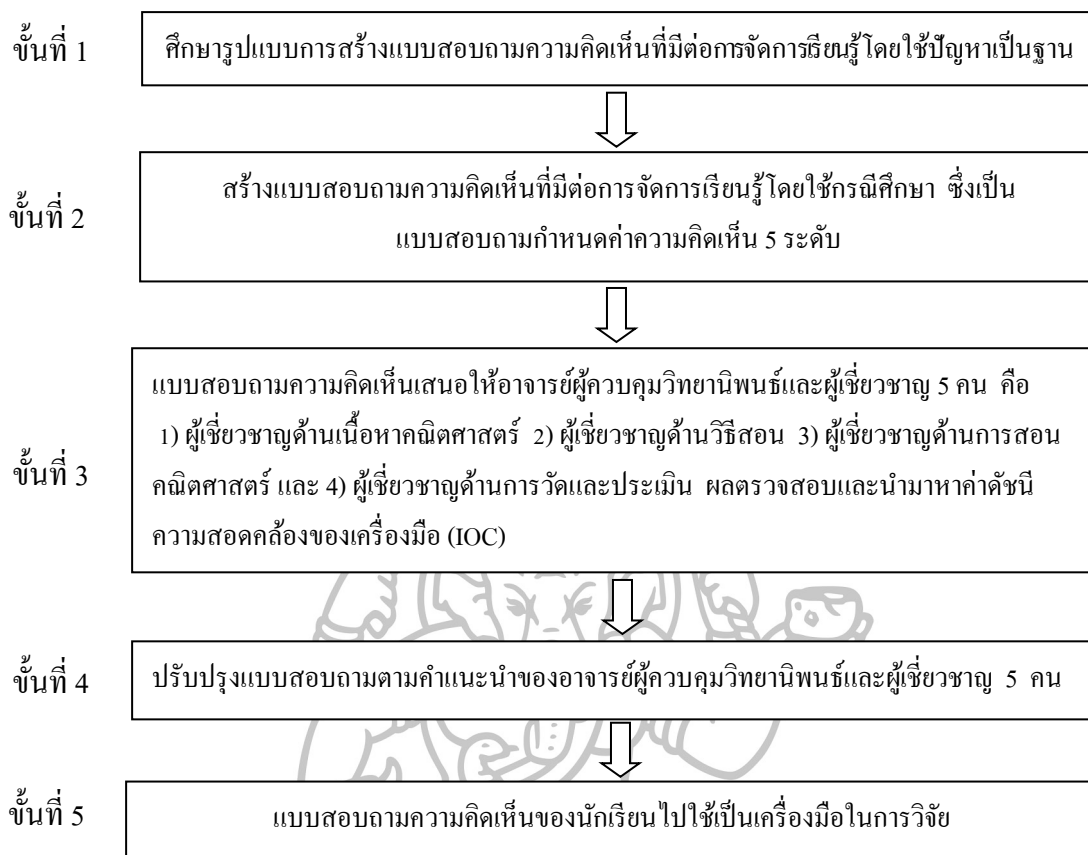 ขั้นที่ 1
ศึกษารูปแบบการสร้างแบบสอบถามความคิดเห็นที่มีต่อการจัดการเรียนรู้โดยใช้ปัญหาเป็นฐาน
ขั้นที่ 2
สร้างแบบสอบถามความคิดเห็นที่มีต่อการจัดการเรียนรู้โดยใช้กรณีศึกษา ซึ่งเป็น
แบบสอบถามกำหนดค่าความคิดเห็น 5 ระดับ
ขั้นที่ 3
แบบสอบถามความคิดเห็นเสนอให้อาจารย์ผู้ควบคุมวิทยานิพนธ์และผู้เชี่ยวชาญ 5 คน คือ
1) ผู้เชี่ยวชาญด้านเนื้อหาคณิตศาสตร์ 2) ผู้เชี่ยวชาญด้านวิธีสอน 3) ผู้เชี่ยวชาญด้านการสอน
คณิตศาสตร์ และ 4) ผู้เชี่ยวชาญด้านการวัดและประเมิน ผลตรวจสอบและนำมาหาค่าดัชนี
ความสอดคล้องของเครื่องมือ (IOC)
ขั้นที่ 4
ปรับปรุงแบบสอบถามตามคำแนะนำของอาจารย์ผู้ควบคุมวิทยานิพนธ์และผู้เชี่ยวชาญ 5 คน
ขั้นที่ 5
แบบสอบถามความคิดเห็นของนักเรียนไปใช้เป็นเครื่องมือในการวิจัย